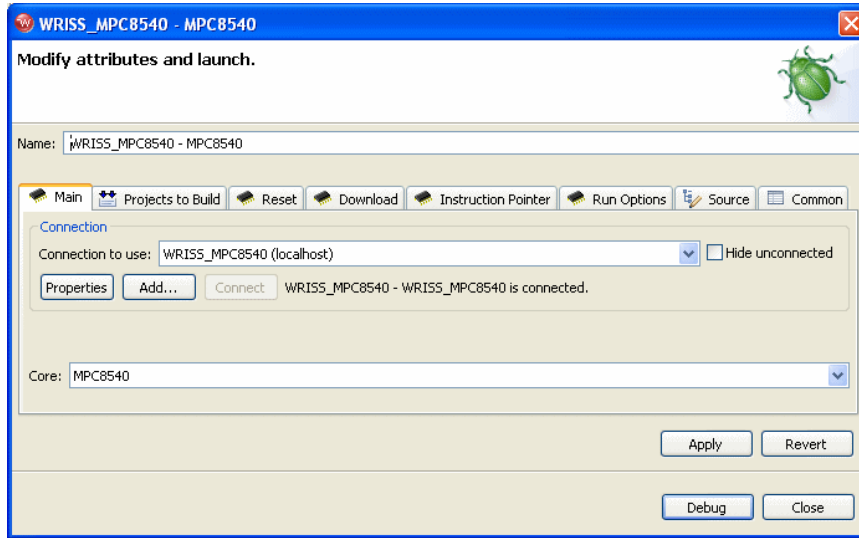 WRISS_MPC8540 - MPC8540
Modify attributes and launch.
Name: WRISS_MPC8540 - MPC8540
Main Projects to Build Reset Download Instruction Pointer Run Options Source Common
Connection
Connection to use: WRISS_MPC8540 (localhost) Hide unconnected
Properties Add... Connect WRISS_MPC8540 - WRISS_MPC8540 is connected.
Core: MPC8540
Apply Revert
Debug Close